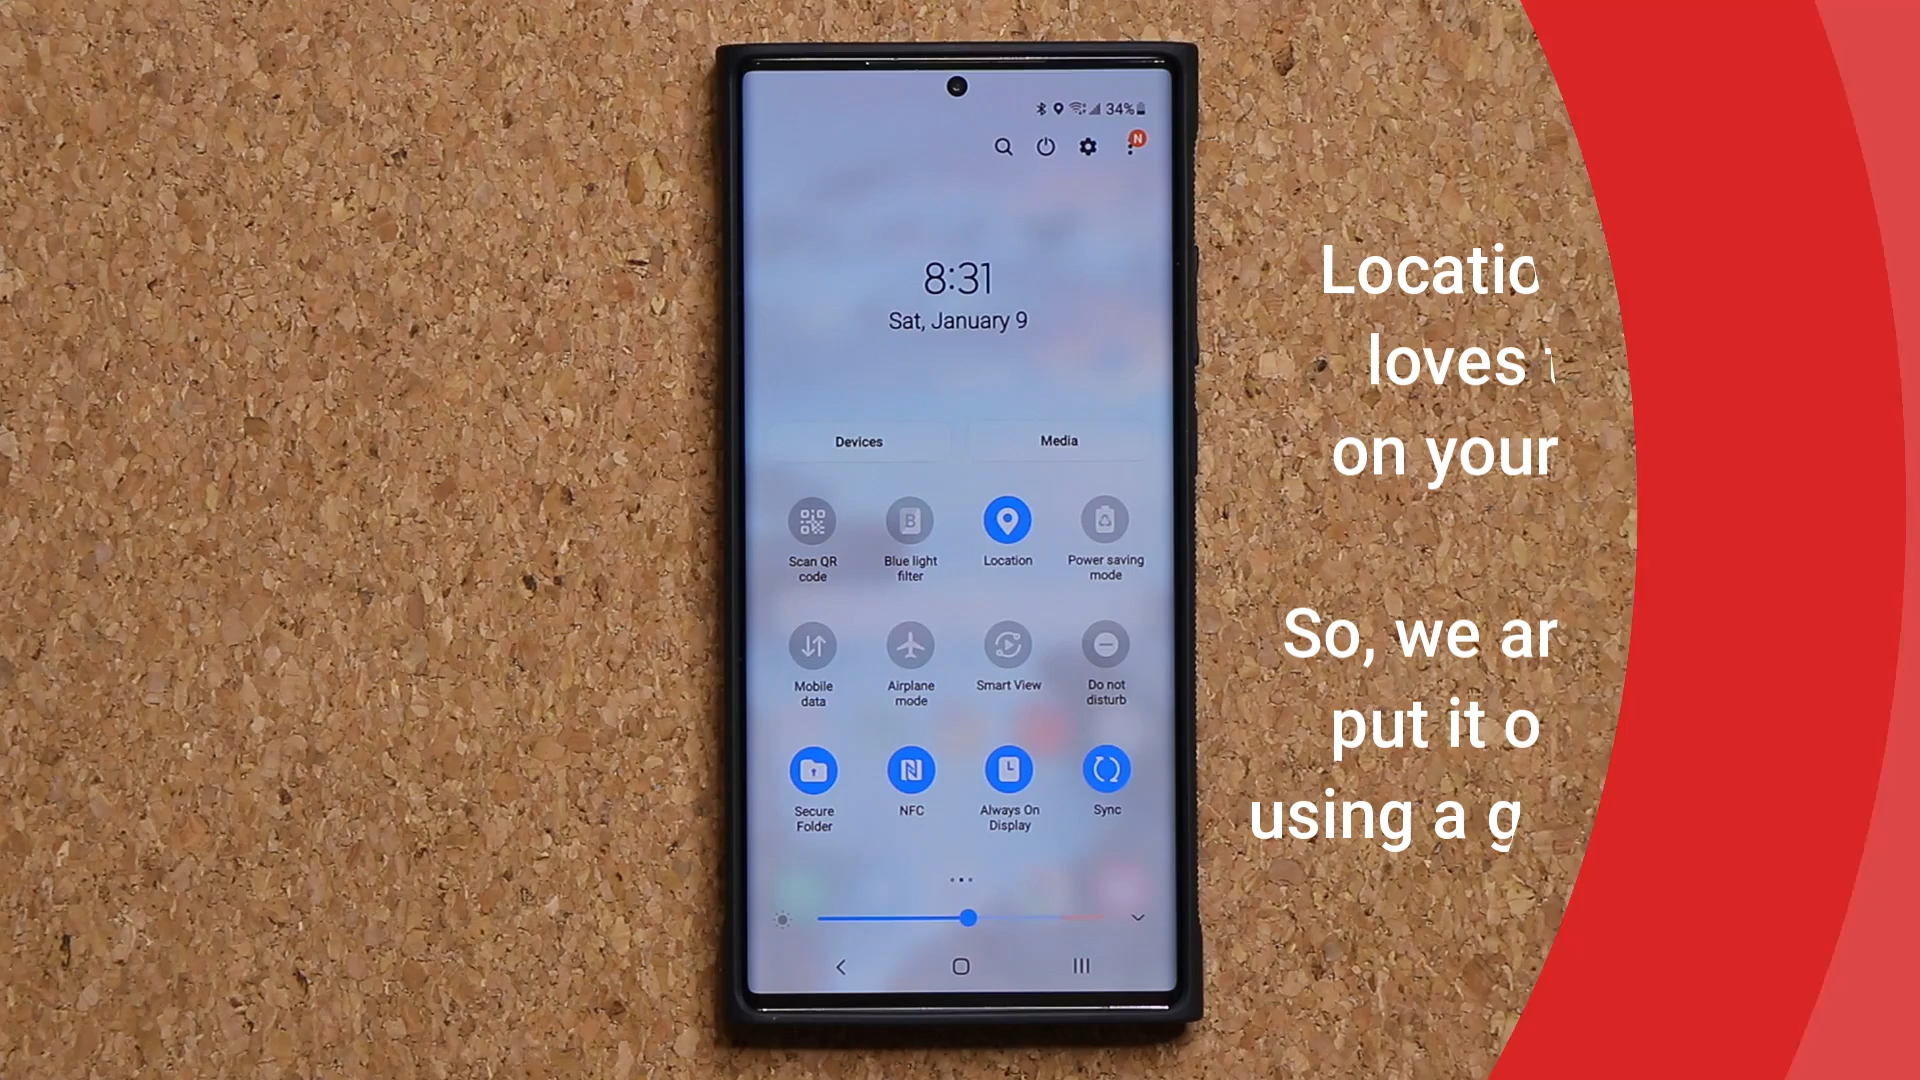 34%
N
8:31
Sat, January 9
Devices
Media
Scan QR
code
B
Blue light
filter
Location
Power saving
mode
Mobile
data
Airplane
mode
Smart View
Do not
disturb
Secure
Folder
N
NFC
Always On
Display
Sync
loves
on your
So, we
put it
using a